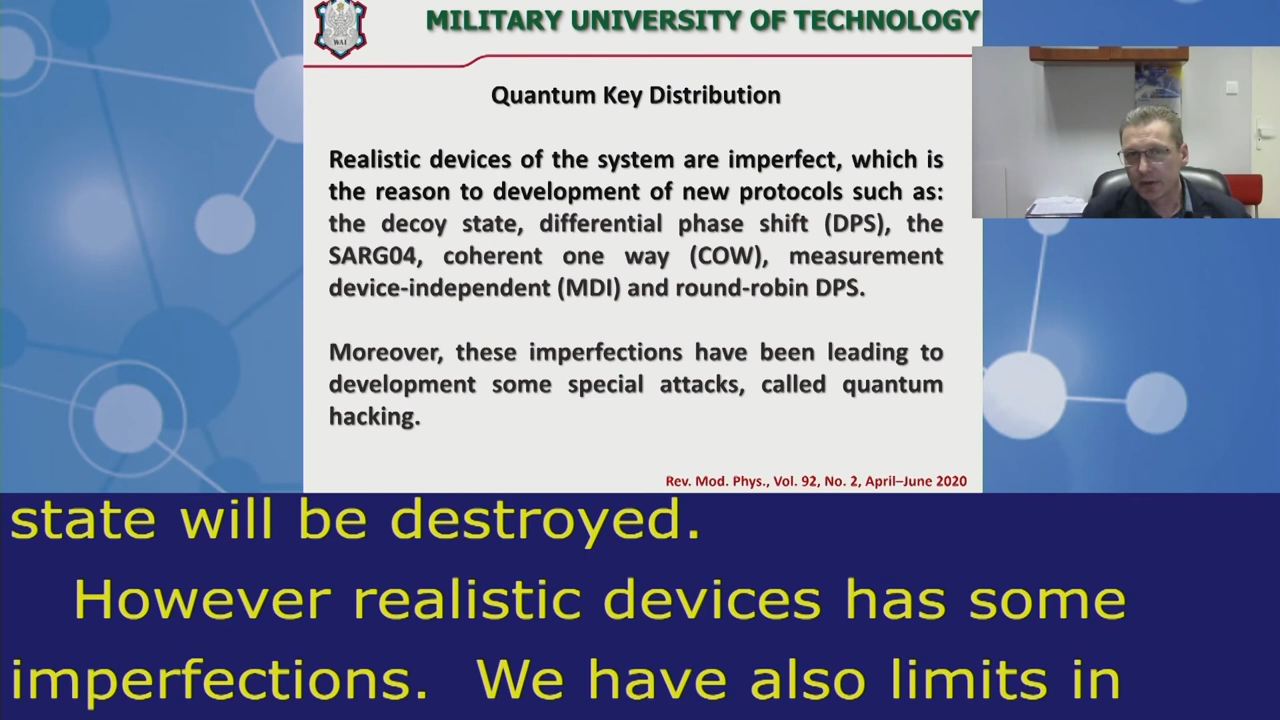 MILITARY UNIVERSITY OF TECHNOLOGY
WAT
Quantum Key Distribution
Realistic devices of the system are imperfect, which is
the reason to development of new protocols such as:
the decoy state, differential phase shift (DPS), the
SARG04, coherent one way (COW), measurement
device-independent (MDI) and round-robin DPS.
Moreover, these imperfections have been leading to
development some special attacks, called quantum
hacking.
Rev. Mod. Phys., Vol. 92, No. 2, April–June 2020
state will be destroyed.
However realistic devices has some
imperfections. We have also limits in